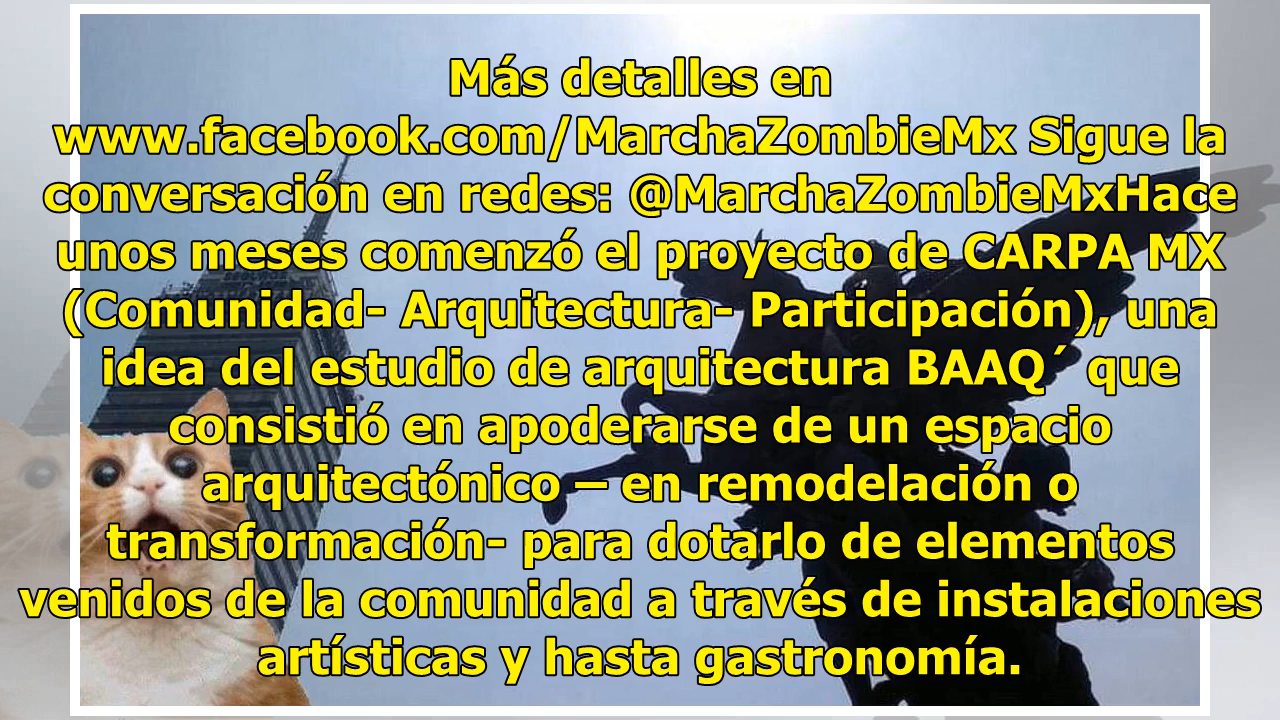 Más detalles en
www.facebook.com/MarchaZombieMx Sigue la
conversación en redes: @MarchaZombieMxHace
unos meses comenzó el proyecto de CARPA MX
(Comunidad- Arquitectura- Participación), una
idea del estudio de arquitectura BAAQ´ que
consistió en apoderarse de un espacio
arquitectónico – en remodelación o
transformación- para dotarlo de elementos
venidos de la comunidad a través de instalaciones
artísticas y hasta gastronomía.